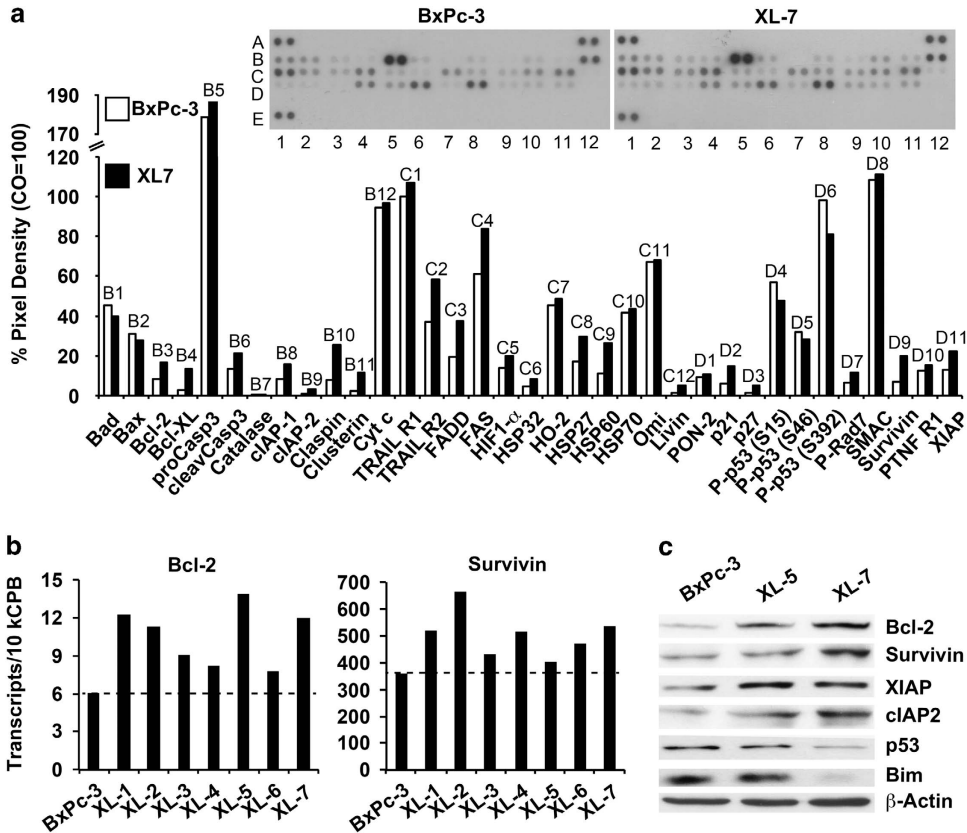 a
BxPc-3
XL-7
A
B
C
D
E
1 2 3 4 5 6 7 8 9 10 11 12
1 2 3 4 5 6 7 8 9 10 11 12
% Pixel Density (CO=100)
190
170
120
100
80
60
40
20
0
BxPc-3
XL7
B1 B2 B3 B4 B5 B6 B7 B8 B9 B10 B11 B12 C1 C2 C3 C4 C5 C6 C7 C8 C9 C10 C11 C12 D1 D2 D3 D4 D5 D6 D7 D8 D9 D10 D11
Bad
Bax
Bcl-2
Bcl-XL
proCasp3
cleavCasp3
Catalase
cIAP-1
cIAP-2
Claspin
Clusterin
Cyt c
TRAIL R1
TRAIL R2
FADD
FAS
HIF1-α
HSP32
HO-2
HSP27
HSP60
HSP70
Omi
Livin
PON-2
p21
p27
P-p53 (S15)
P-p53 (S46)
P-p53 (S392)
P-Rad7
SMAC
Survivin
PTNF R1
XIAP
b
Bcl-2
Transcripts/10 kCPB
15
12
9
6
3
0
BxPc-3 XL-1 XL-2 XL-3 XL-4 XL-5 XL-6 XL-7
Survivin
700
600
500
400
300
200
100
0
BxPc-3 XL-1 XL-2 XL-3 XL-4 XL-5 XL-6 XL-7
c
BxPc-3 XL-5 XL-7
Bcl-2
Survivin
XIAP
cIAP2
p53
Bim
β-Actin